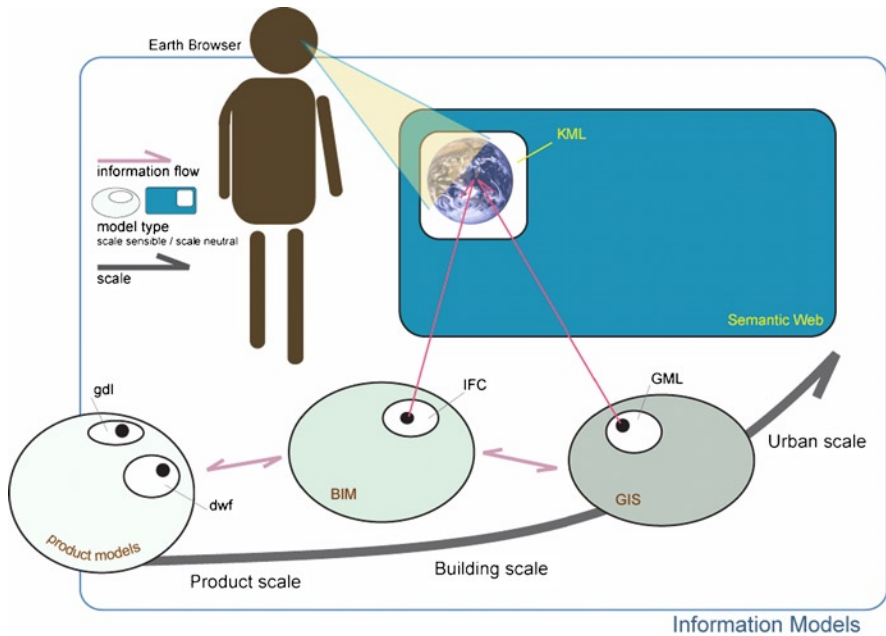 Earth Browser
KML
information flow
model type
scale sensible / scale neutral
scale
Semantic Web
gdl
IFC
GML
Urban scale
dwf
BIM
GIS
product models
Product scale
Building scale
Information Models